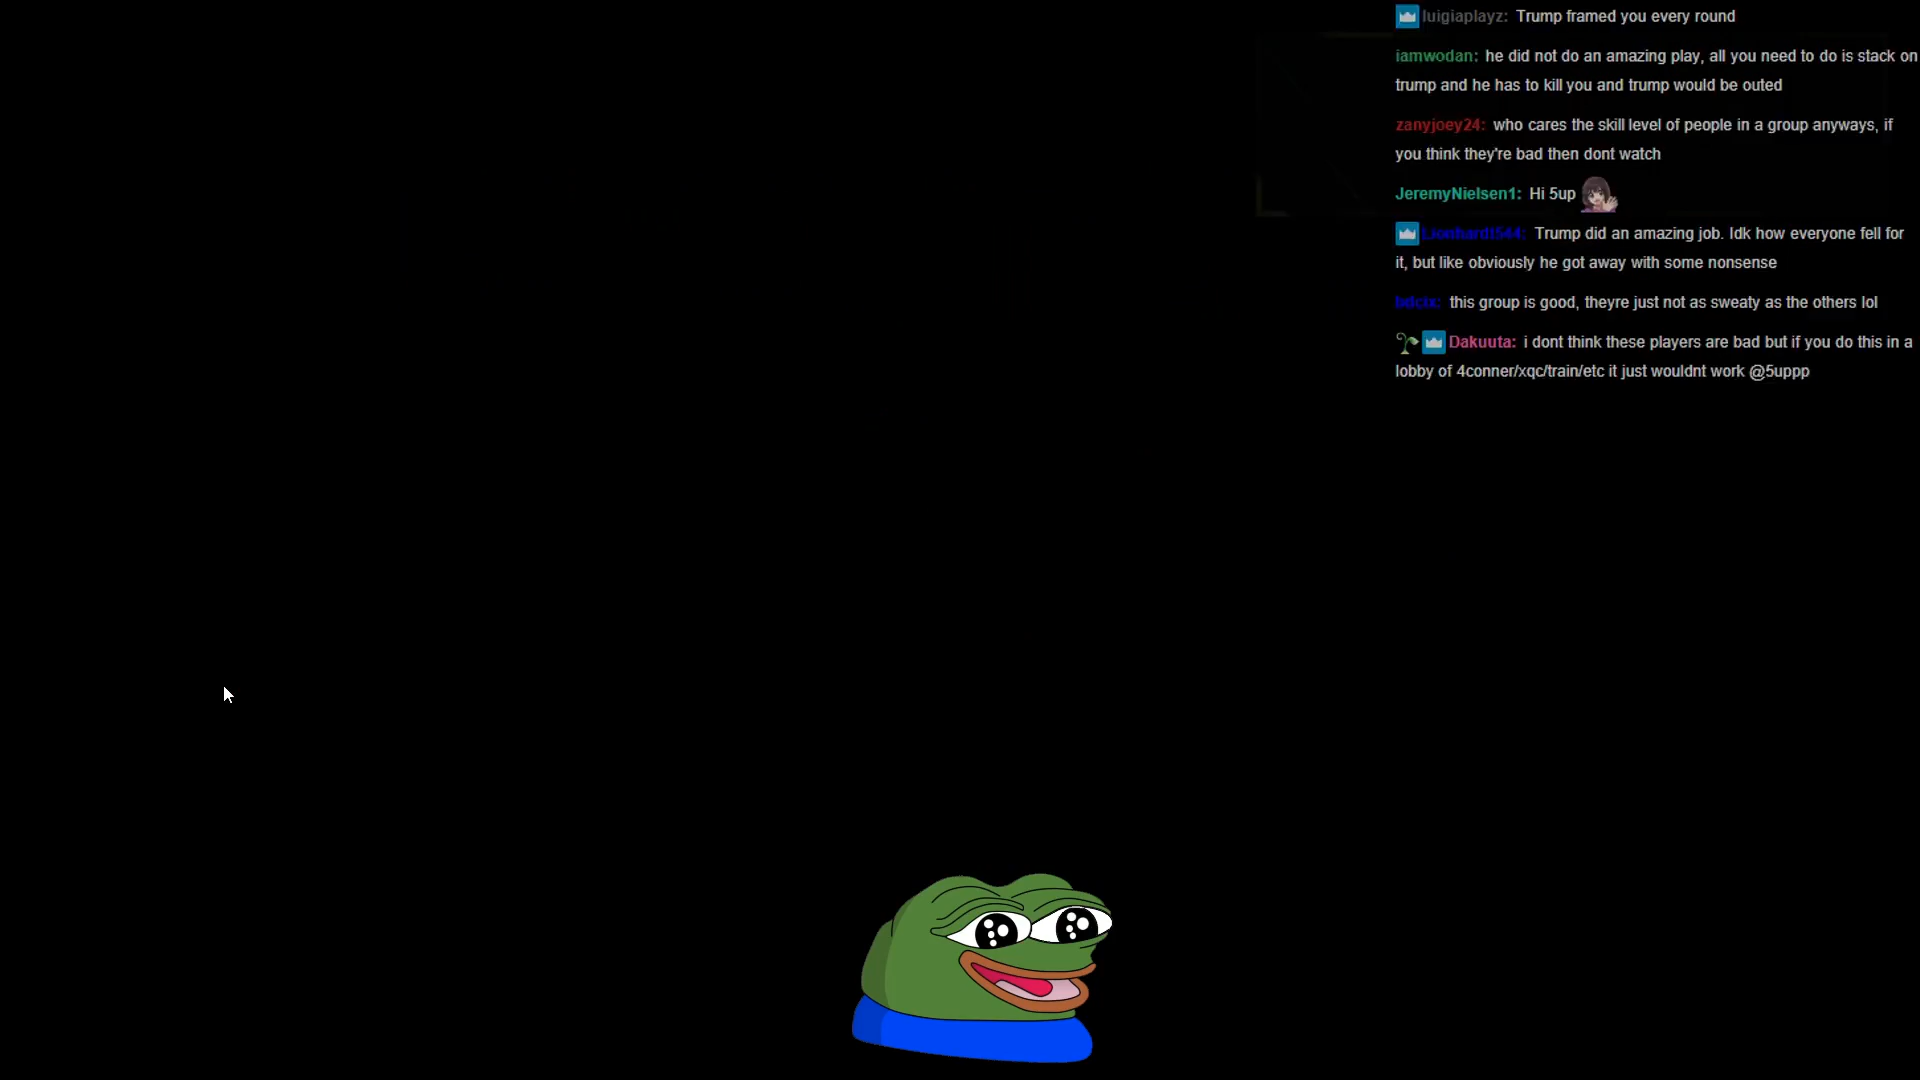 luigiaplayz: Trump framed you every round
iamwodan: he did not do an amazing play, all you need to do is stack on
trump and he has to kill you and trump would be outed
zanyjoey24: who cares the skill level of people in a group anyways, if
you think they're bad then dont watch
JeremyNielsen1: Hi 5up
Lionhardt544: Trump did an amazing job. Idk how everyone fell for
it, but like obviously he got away with some nonsense
this group is good, theyre just not as sweaty as the others lol
Dakuuta: i dont think these players are bad but if you do this in a
lobby of 4conner/xqc/train/etc it just wouldnt work @5uppp